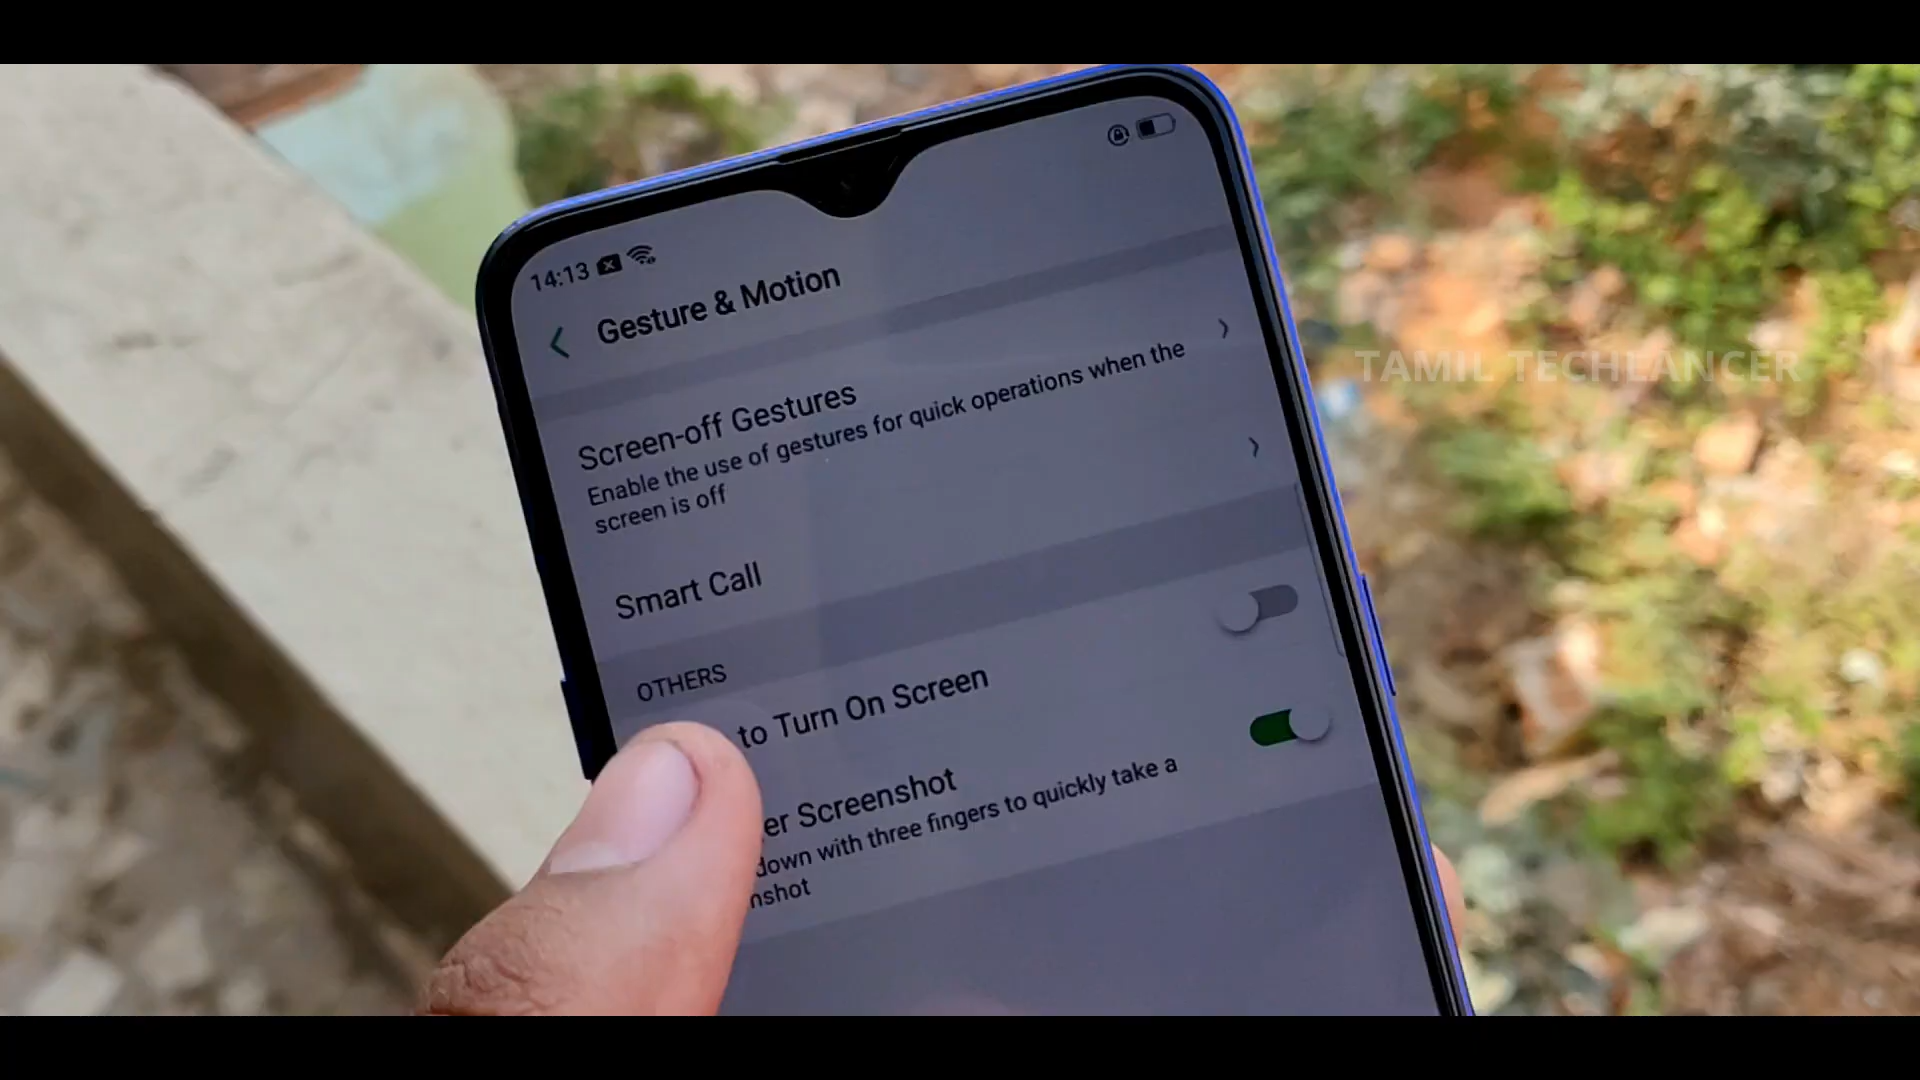 14:13
Gesture & Motion
Screen-off Gestures
Enable the use of gestures for quick operations when the
screen is off
Smart Call
OTHERS
to Turn On Screen
er Screenshot
down with three fingers to quickly take a
nshot
TAMIL TECHLANCER